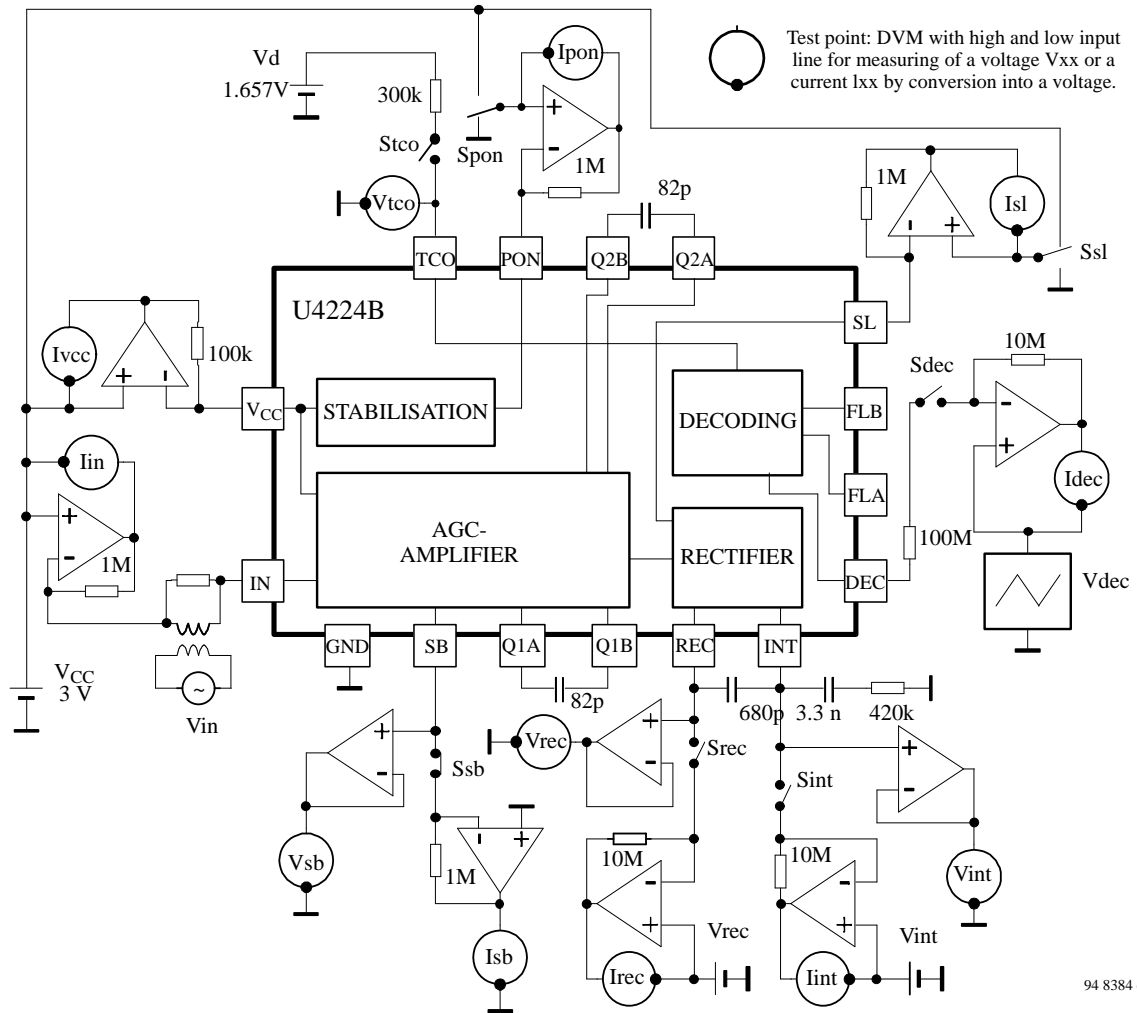 Test point: DVM with high and low input
line for measuring of a voltage Vxx or a
current lxx by conversion into a voltage.
Vd
1.657V
300k
Stco
Vtco
Ipon
Spon
1M
82p
1M
Isl
Ssl
TCO
PON
Q2B
Q2A
U4224B
SL
Ivcc
100k
VCC
STABILISATION
DECODING
FLB
Sdec
10M
Iin
FLA
Idec
1M
AGC-
AMPLIFIER
RECTIFIER
100M
IN
DEC
Vdec
GND
SB
Q1A
Q1B
REC
INT
VCC
3 V
Vin
82p
680p
3.3 n
420k
Vrec
Srec
Ssb
Sint
Vsb
1M
10M
10M
Vint
Isb
Vrec
Vint
Irec
Iint
94 8384